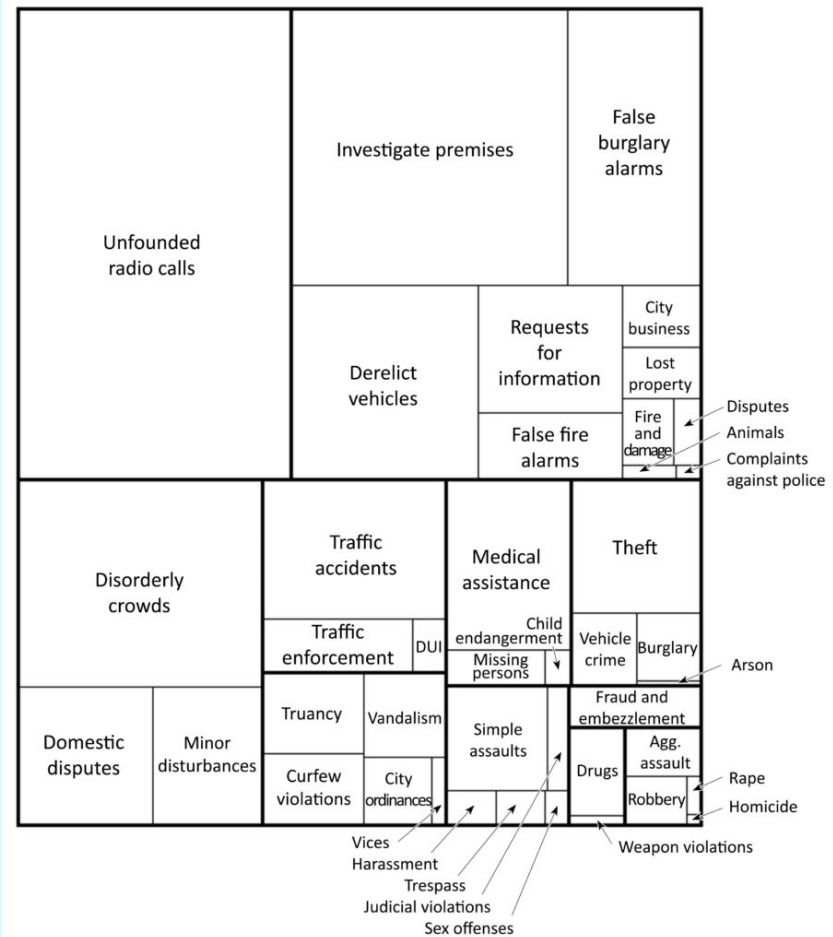 Unfounded
radio calls
Investigate premises
False
burglary
alarms
Derelict
vehicles
Requests
for
information
False fire
alarms
City
business
Lost
property
Fire
and
damage
Disputes
Animals
Complaints
against police
Disorderly
crowds
Domestic
disputes
Minor
disturbances
Traffic
accidents
Traffic
enforcement
DUI
Medical
assistance
Child
endangerment
Missing
persons
Theft
Vehicle
crime
Burglary
Arson
Truancy
Vandalism
Curfew
violations
City
ordinances
Simple
assaults
Fraud and
embezzlement
Drugs
Agg.
assault
Robbery
Rape
Homicide
Weapon violations
Vices
Harassment
Trespass
Judicial violations
Sex offenses